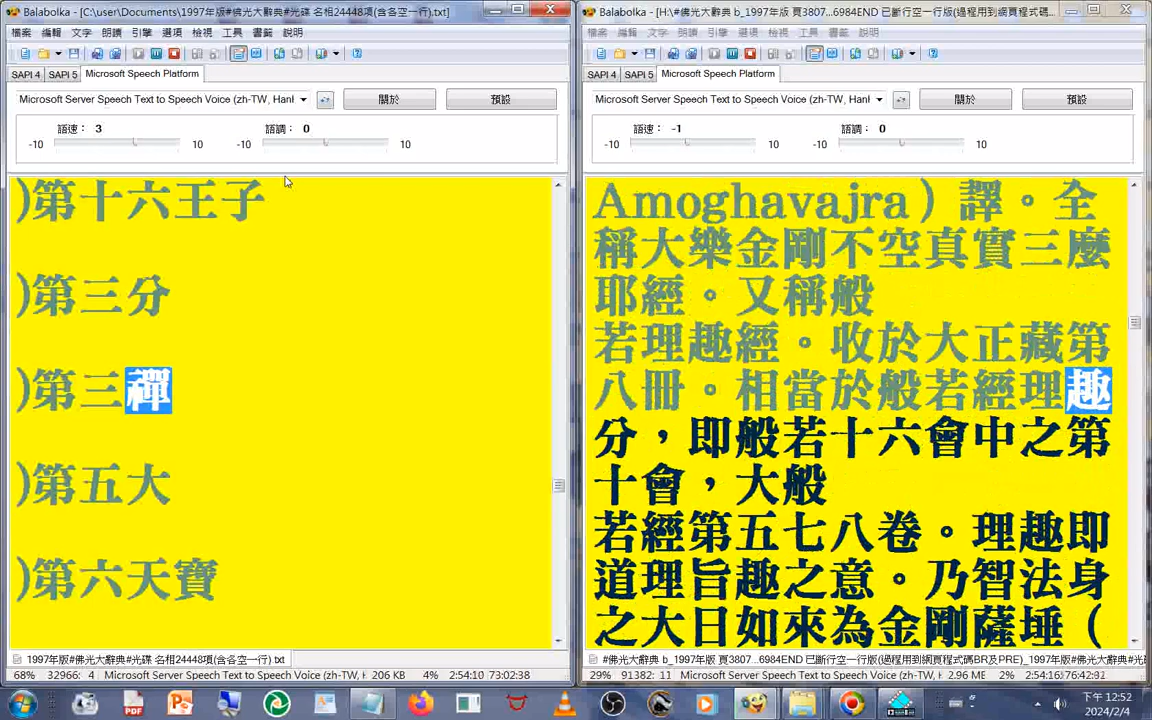 Balabolka - [C:\user\Documents\1997年版#佛光大辭典#光碟 名相24448項(含各空一行).txt]
檔案 編輯 文字 朗讀 引擎 選項 檢視 工具 書籤 說明
SAPI 4 SAPI 5 Microsoft Speech Platform
Microsoft Server Speech Text to Speech Voice (zh-TW, Hanl
關於 預設
語速： 3 語調： 0
-10 10 -10 10
)第十六王子
)第三分
)第三禪
)第五大
)第六天寶
1997年版#佛光大辭典#光碟 名相24448項(含各空一行).txt
68% 32966: 4 Microsoft Server Speech Text to Speech Voice (zh-TW, 206 KB 4% 2:54:10 73:02:38
Balabolka - [H:\#佛光大辭典 b_1997年版 頁3807...6984END 已斷行空一行版(過程用到網頁程式碼
檔案 編輯 文字 朗讀 引擎 選項 檢視 工具 書籤 說明
SAPI 4 SAPI 5 Microsoft Speech Platform
Microsoft Server Speech Text to Speech Voice (zh-TW, Hanl
關於 預設
語速： -1 語調： 0
-10 10 -10 10
Amoghavajra）譯。全
稱大樂金剛不空真實三麼
耶經。又稱般
若理趣經。收於大正藏第
八冊。相當於般若經理趣
分，即般若十六會中之第
十會，大般
若經第五七八卷。理趣即
道理旨趣之意。乃智法身
之大日如來為金剛薩埵（
#佛光大辭典 b_1997年版 頁3807...6984END 已斷行空一行版(過程用到網頁程式碼BR及PRE)_1997年版#佛光
29% 91382: 11 Microsoft Server Speech Text to Speech Voice (zh-TW, 2.96 ME 2% 2:54:16 76:42:31
下午 12:52
2024/2/4